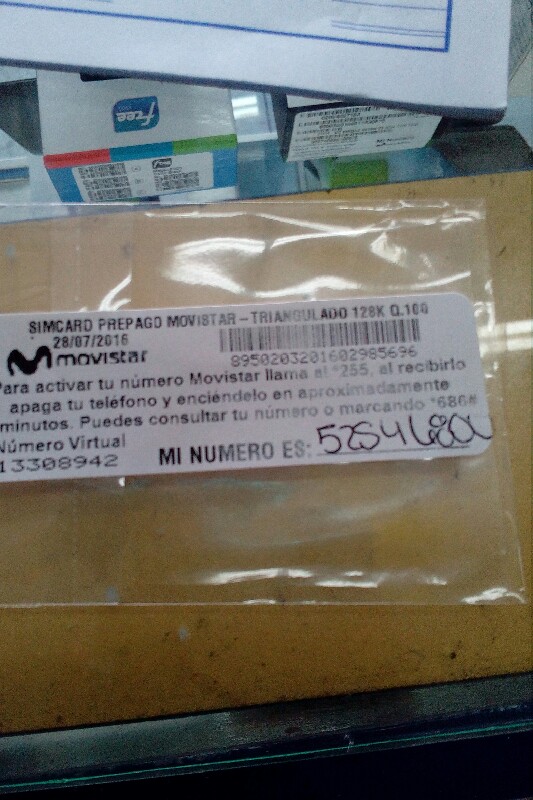 free
SIMCARD PREPAGO MOVISTAR-TRIANGULADO 128K Q.100
28/07/2016
movistar
8950203201602985696
Para activar tu número Movistar llama al *255, al recibirlo
apaga tu teléfono y enciéndelo en aproximadamente
minutos. Puedes consultar tu número o marcando *686#
Número Virtual
13308942
MI NUMERO ES: